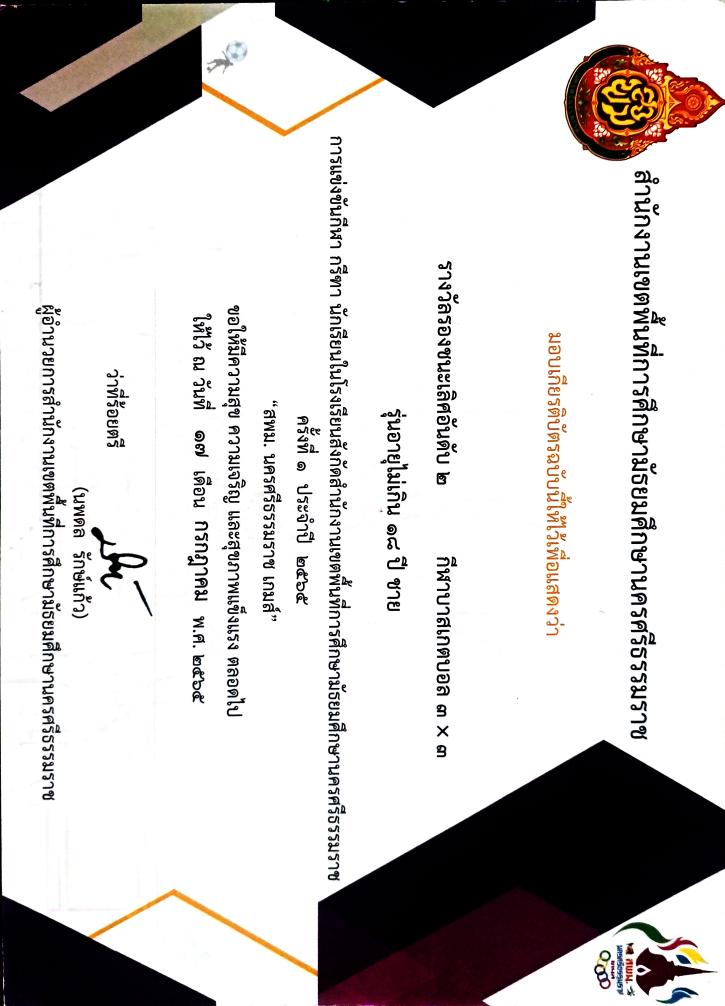 สำนักงานเขตพื้นที่การศึกษามัธยมศึกษานครศรีธรรมราช
สพม.
นครศรีธรรมราช
เกมส์
มอบเกียรติบัตรฉบับนี้ให้ไว้เพื่อแสดงว่า
รางวัลรองชนะเลิศอันดับ ๒ กีฬาบาสเกตบอล ๓ × ๓
รุ่นอายุไม่เกิน ๑๘ ปี ชาย
การแข่งขันกีฬา กรีฑา นักเรียนในโรงเรียนสังกัดสำนักงานเขตพื้นที่การศึกษามัธยมศึกษานครศรีธรรมราช
ครั้งที่ ๑ ประจำปี ๒๕๖๕
“สพม. นครศรีธรรมราช เกมส์”
ขอให้มีความสุข ความเจริญ และสุขภาพแข็งแรง ตลอดไป
ให้ไว้ ณ วันที่ ๑๗ เดือน กรกฎาคม พ.ศ. ๒๕๖๕
ว่าที่ร้อยตรี
(นพดล รักษ์แก้ว)
ผู้อำนวยการสำนักงานเขตพื้นที่การศึกษามัธยมศึกษานครศรีธรรมราช